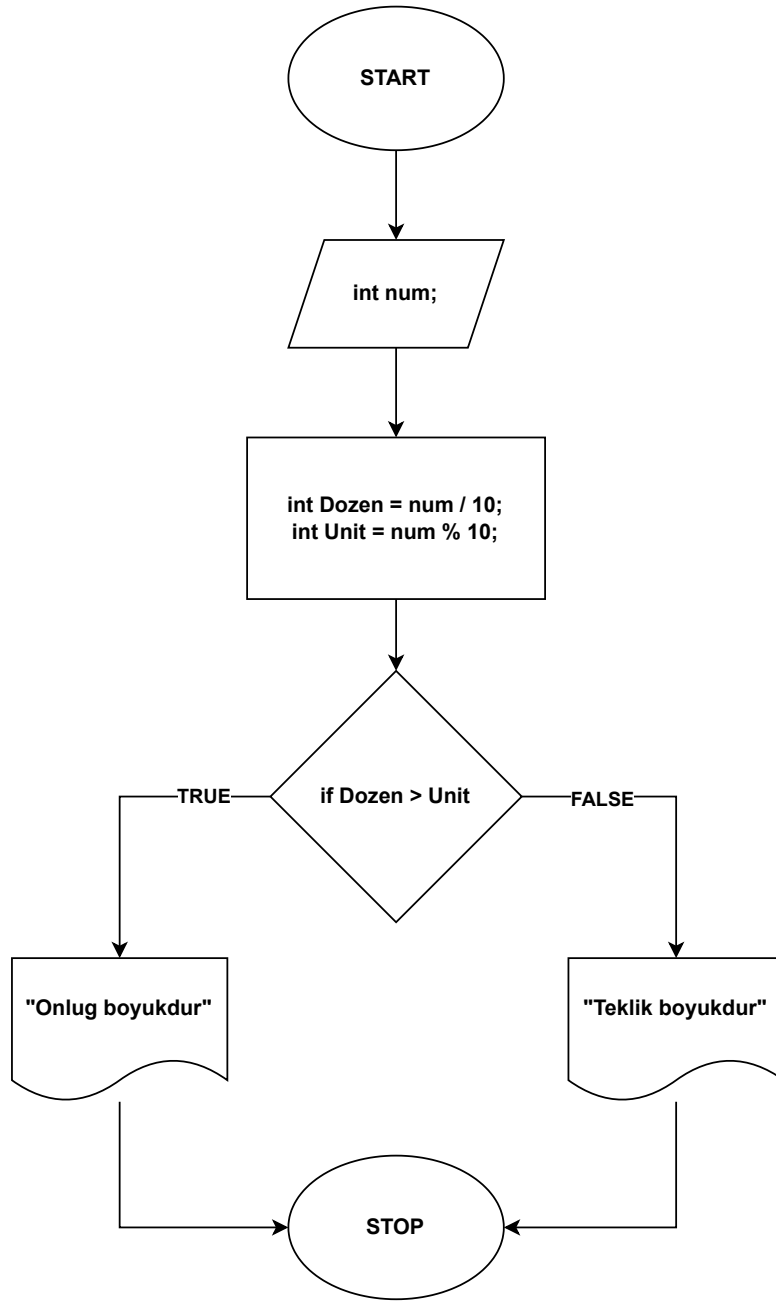 START
int num;
int Dozen = num / 10;
int Unit = num % 10;
if Dozen > Unit
TRUE
FALSE
"Onlug boyukdur"
"Teklik boyukdur"
STOP